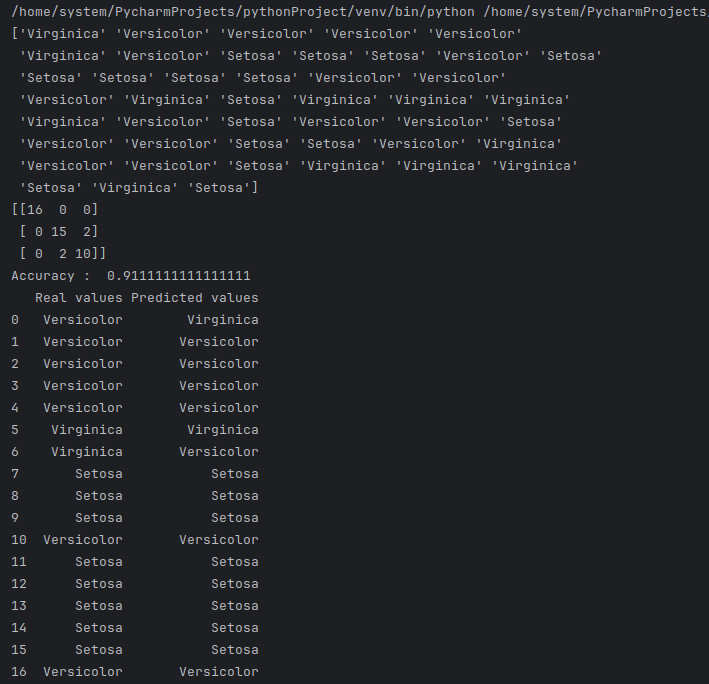 /home/system/PycharmProjects/pythonProject/venv/bin/python /home/system/PycharmProjects/
['Virginica' 'Versicolor' 'Versicolor' 'Versicolor' 'Versicolor'
 'Virginica' 'Versicolor' 'Setosa' 'Setosa' 'Setosa' 'Versicolor' 'Setosa'
 'Setosa' 'Setosa' 'Setosa' 'Setosa' 'Versicolor' 'Versicolor'
 'Versicolor' 'Virginica' 'Setosa' 'Virginica' 'Virginica' 'Virginica'
 'Virginica' 'Versicolor' 'Setosa' 'Versicolor' 'Versicolor' 'Setosa'
 'Versicolor' 'Versicolor' 'Setosa' 'Setosa' 'Versicolor' 'Virginica'
 'Versicolor' 'Versicolor' 'Setosa' 'Virginica' 'Virginica' 'Virginica'
 'Setosa' 'Virginica' 'Setosa']
[[16  0  0]
 [ 0 15  2]
 [ 0  2 10]]
Accuracy :  0.9111111111111111
   Real values Predicted values
0   Versicolor        Virginica
1   Versicolor       Versicolor
2   Versicolor       Versicolor
3   Versicolor       Versicolor
4   Versicolor       Versicolor
5    Virginica        Virginica
6    Virginica       Versicolor
7       Setosa           Setosa
8       Setosa           Setosa
9       Setosa           Setosa
10  Versicolor       Versicolor
11      Setosa           Setosa
12      Setosa           Setosa
13      Setosa           Setosa
14      Setosa           Setosa
15      Setosa           Setosa
16  Versicolor       Versicolor